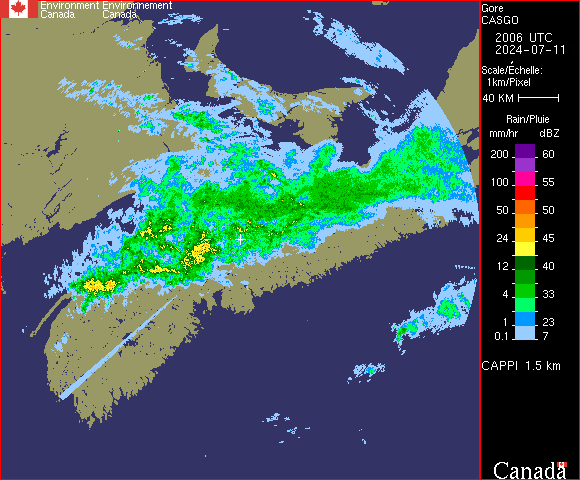 Environment Environnement
Canada Canada
Gore
CASGO
2006 UTC
2024-07-11
Scale/Échelle:
1km/Pixel
40 KM
Rain/Pluie
mm/hr dBZ
200 60
100 55
50 50
24 45
12 40
4 33
1 23
0.1 7
CAPPI 1.5 km
Canada